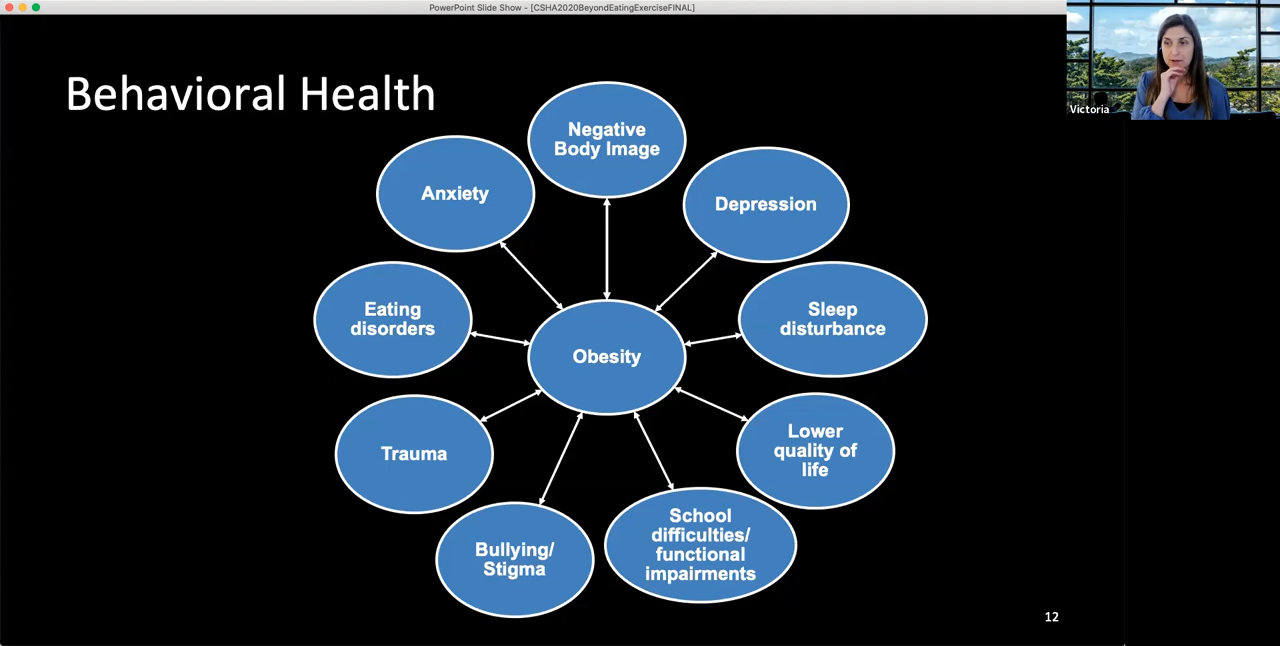 PowerPoint Slide Show - [CSHA2020BeyondEatingExerciseFINAL]
Victoria
Behavioral Health
Negative
Body Image
Anxiety
Depression
Eating
disorders
Sleep
disturbance
Obesity
Trauma
Lower
quality of
life
Bullying/
Stigma
School
difficulties/
functional
impairments
12